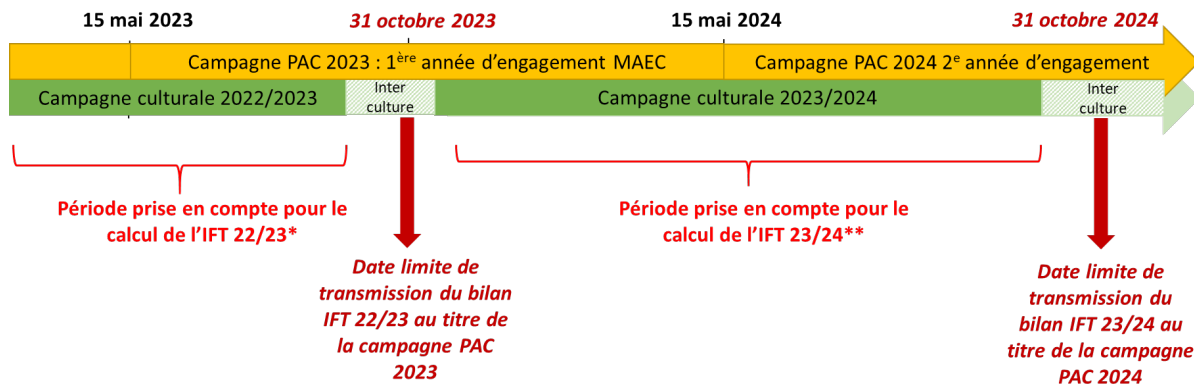 15 mai 2023
31 octobre 2023
15 mai 2024
31 octobre 2024
Campagne PAC 2023 : 1ère année d’engagement MAEC
Campagne PAC 2024 2e année d’engagement
Campagne culturale 2022/2023
Inter
culture
Campagne culturale 2023/2024
Inter
culture
Période prise en compte pour le
calcul de l’IFT 22/23*
Période prise en compte pour le
calcul de l’IFT 23/24**
Date limite de
transmission du bilan
IFT 22/23 au titre de
la campagne PAC
2023
Date limite de
transmission du
bilan IFT 23/24 au
titre de la campagne
PAC 2024